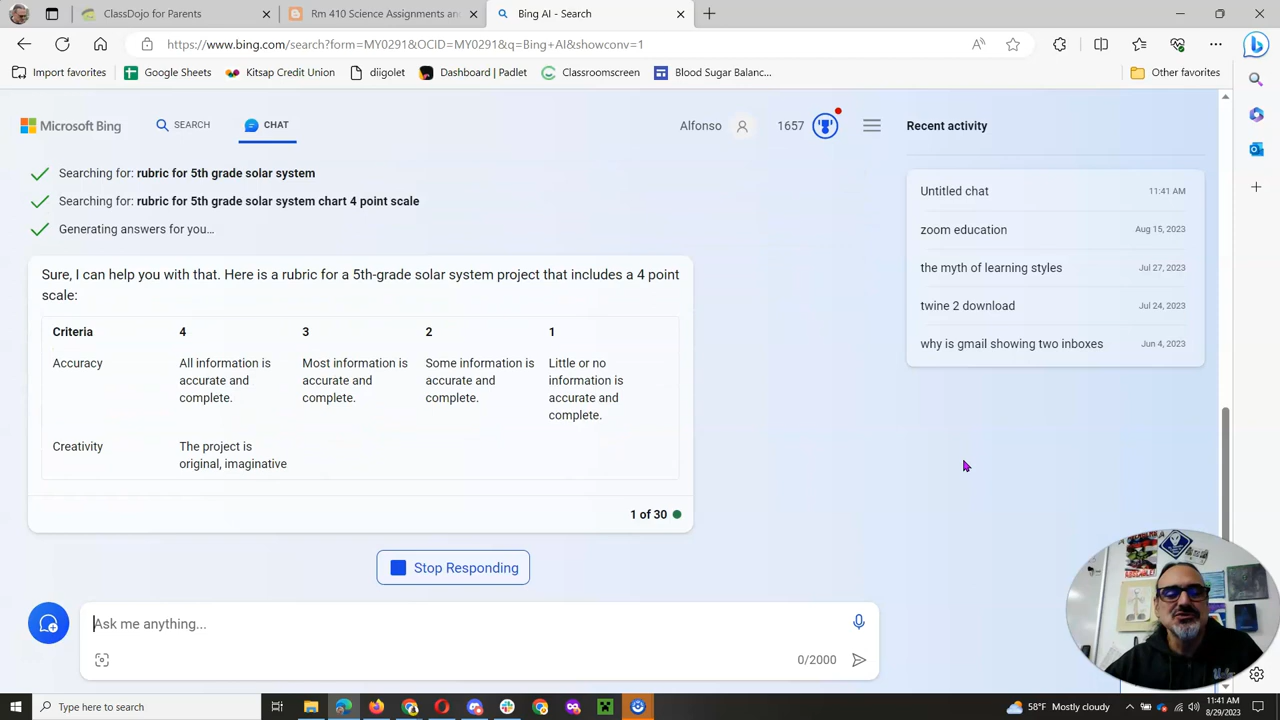 ClassDojo for Parents
Rm 410 Science Assignments and
Bing AI - Search
https://www.bing.com/search?form=MY0291&OCID=MY0291&q=Bing+AI&showconv=1
Import favorites
Google Sheets
Kitsap Credit Union
diigolet
Dashboard | Padlet
Classroomscreen
Blood Sugar Balanc...
Other favorites
Microsoft Bing
SEARCH
CHAT
Alfonso
1657
Recent activity
Searching for: rubric for 5th grade solar system
Searching for: rubric for 5th grade solar system chart 4 point scale
Generating answers for you...
Sure, I can help you with that. Here is a rubric for a 5th-grade solar system project that includes a 4 point
scale:
Criteria 4 3 2 1
Accuracy
All information is
accurate and
complete.
Most information is
accurate and
complete.
Some information is
accurate and
complete.
Little or no
information is
accurate and
complete.
Creativity
The project is
original, imaginative
1 of 30
Stop Responding
Ask me anything...
0/2000
Untitled chat 11:41 AM
zoom education Aug 15, 2023
the myth of learning styles Jul 27, 2023
twine 2 download Jul 24, 2023
why is gmail showing two inboxes Jun 4, 2023
Type here to search
58°F Mostly cloudy
11:41 AM
8/29/2023